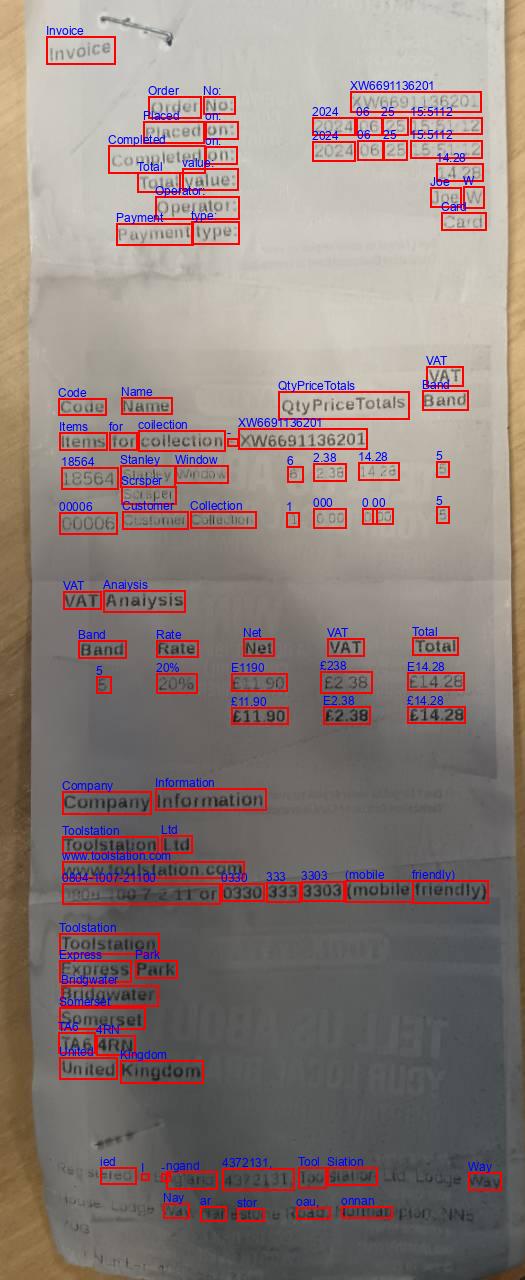 Invoice
Order No: XW6691136201
Placed on: 2024 06 25 15:51:12
Completed on: 2024 06 25 15:51:12
Total value: 14.28
Operator: Joe W
Payment type: Card
VAT
Code Name QtyPriceTotals Band
Items for collection - XW6691136201
18564 Stanley Window 6 2.38 14.28 5
Scrsper
00006 Customer Collection 1 0.00 0.00 5
VAT Analysis
Band Rate Net VAT Total
5 20% £11.90 £2.38 £14.28
£11.90 £2.38 £14.28
Company Information
Toolstation Ltd
www.toolstation.com
0808 100 7 2 11 or 0330 333 3303 (mobile friendly)
Toolstation
Express Park
Bridgwater
Somerset
TA6 4RN
United Kingdom
Registered England 4372131, Toolstation Ltd, Lodge Way
House, Lodge Way, Harlestone Road, Northampton, NN5
7UG